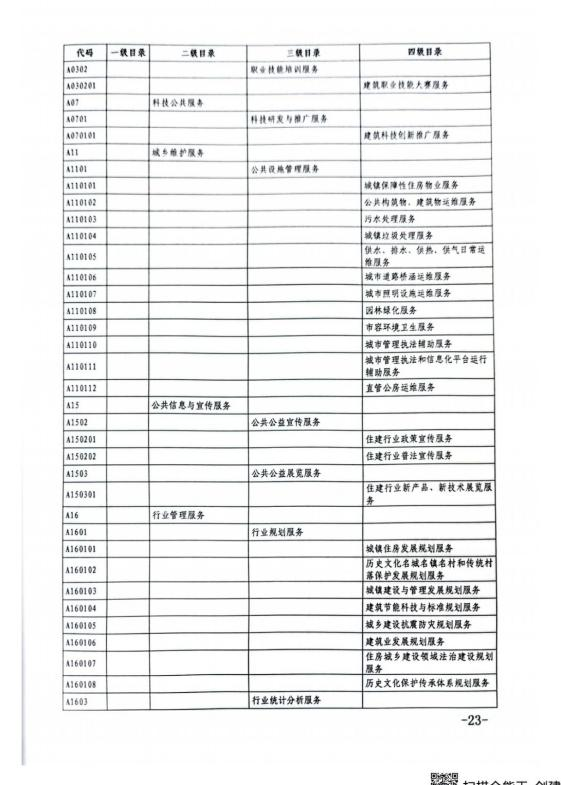 代码 一级目录 二级目录 三级目录 四级目录
A0302 职业技能培训服务
A030201 建筑职业技能大赛服务
A07 科技公共服务
A0701 科技研发与推广服务
A070101 建筑科技创新推广服务
A11 城乡维护服务
A1101 公共设施管理服务
A110101 城镇保障性住房物业服务
A110102 公共构筑物、建筑物运维服务
A110103 污水处理服务
A110104 城镇垃圾处理服务
A110105 供水、排水、供热、供气日常运
维服务
A110106 城市道路桥涵运维服务
A110107 城市照明设施运维服务
A110108 园林绿化服务
A110109 市容环境卫生服务
A110110 城市管理执法辅助服务
A110111 城市管理执法和信息化平台运行
辅助服务
A110112 直管公房运维服务
A15 公共信息与宣传服务
A1502 公共公益宣传服务
A150201 住建行业政策宣传服务
A150202 住建行业普法宣传服务
A1503 公共公益展览服务
A150301 住建行业新产品、新技术展览服
务
A16 行业管理服务
A1601 行业规划服务
A160101 城镇住房发展规划服务
A160102 历史文化名城名镇名村和传统村
落保护发展规划服务
A160103 城镇建设与管理发展规划服务
A160104 建筑节能科技与标准规划服务
A160105 城乡建设抗震防灾规划服务
A160106 建筑业发展规划服务
A160107 住房城乡建设领域法治建设规划
服务
A160108 历史文化保护传承体系规划服务
A1603 行业统计分析服务
-23-